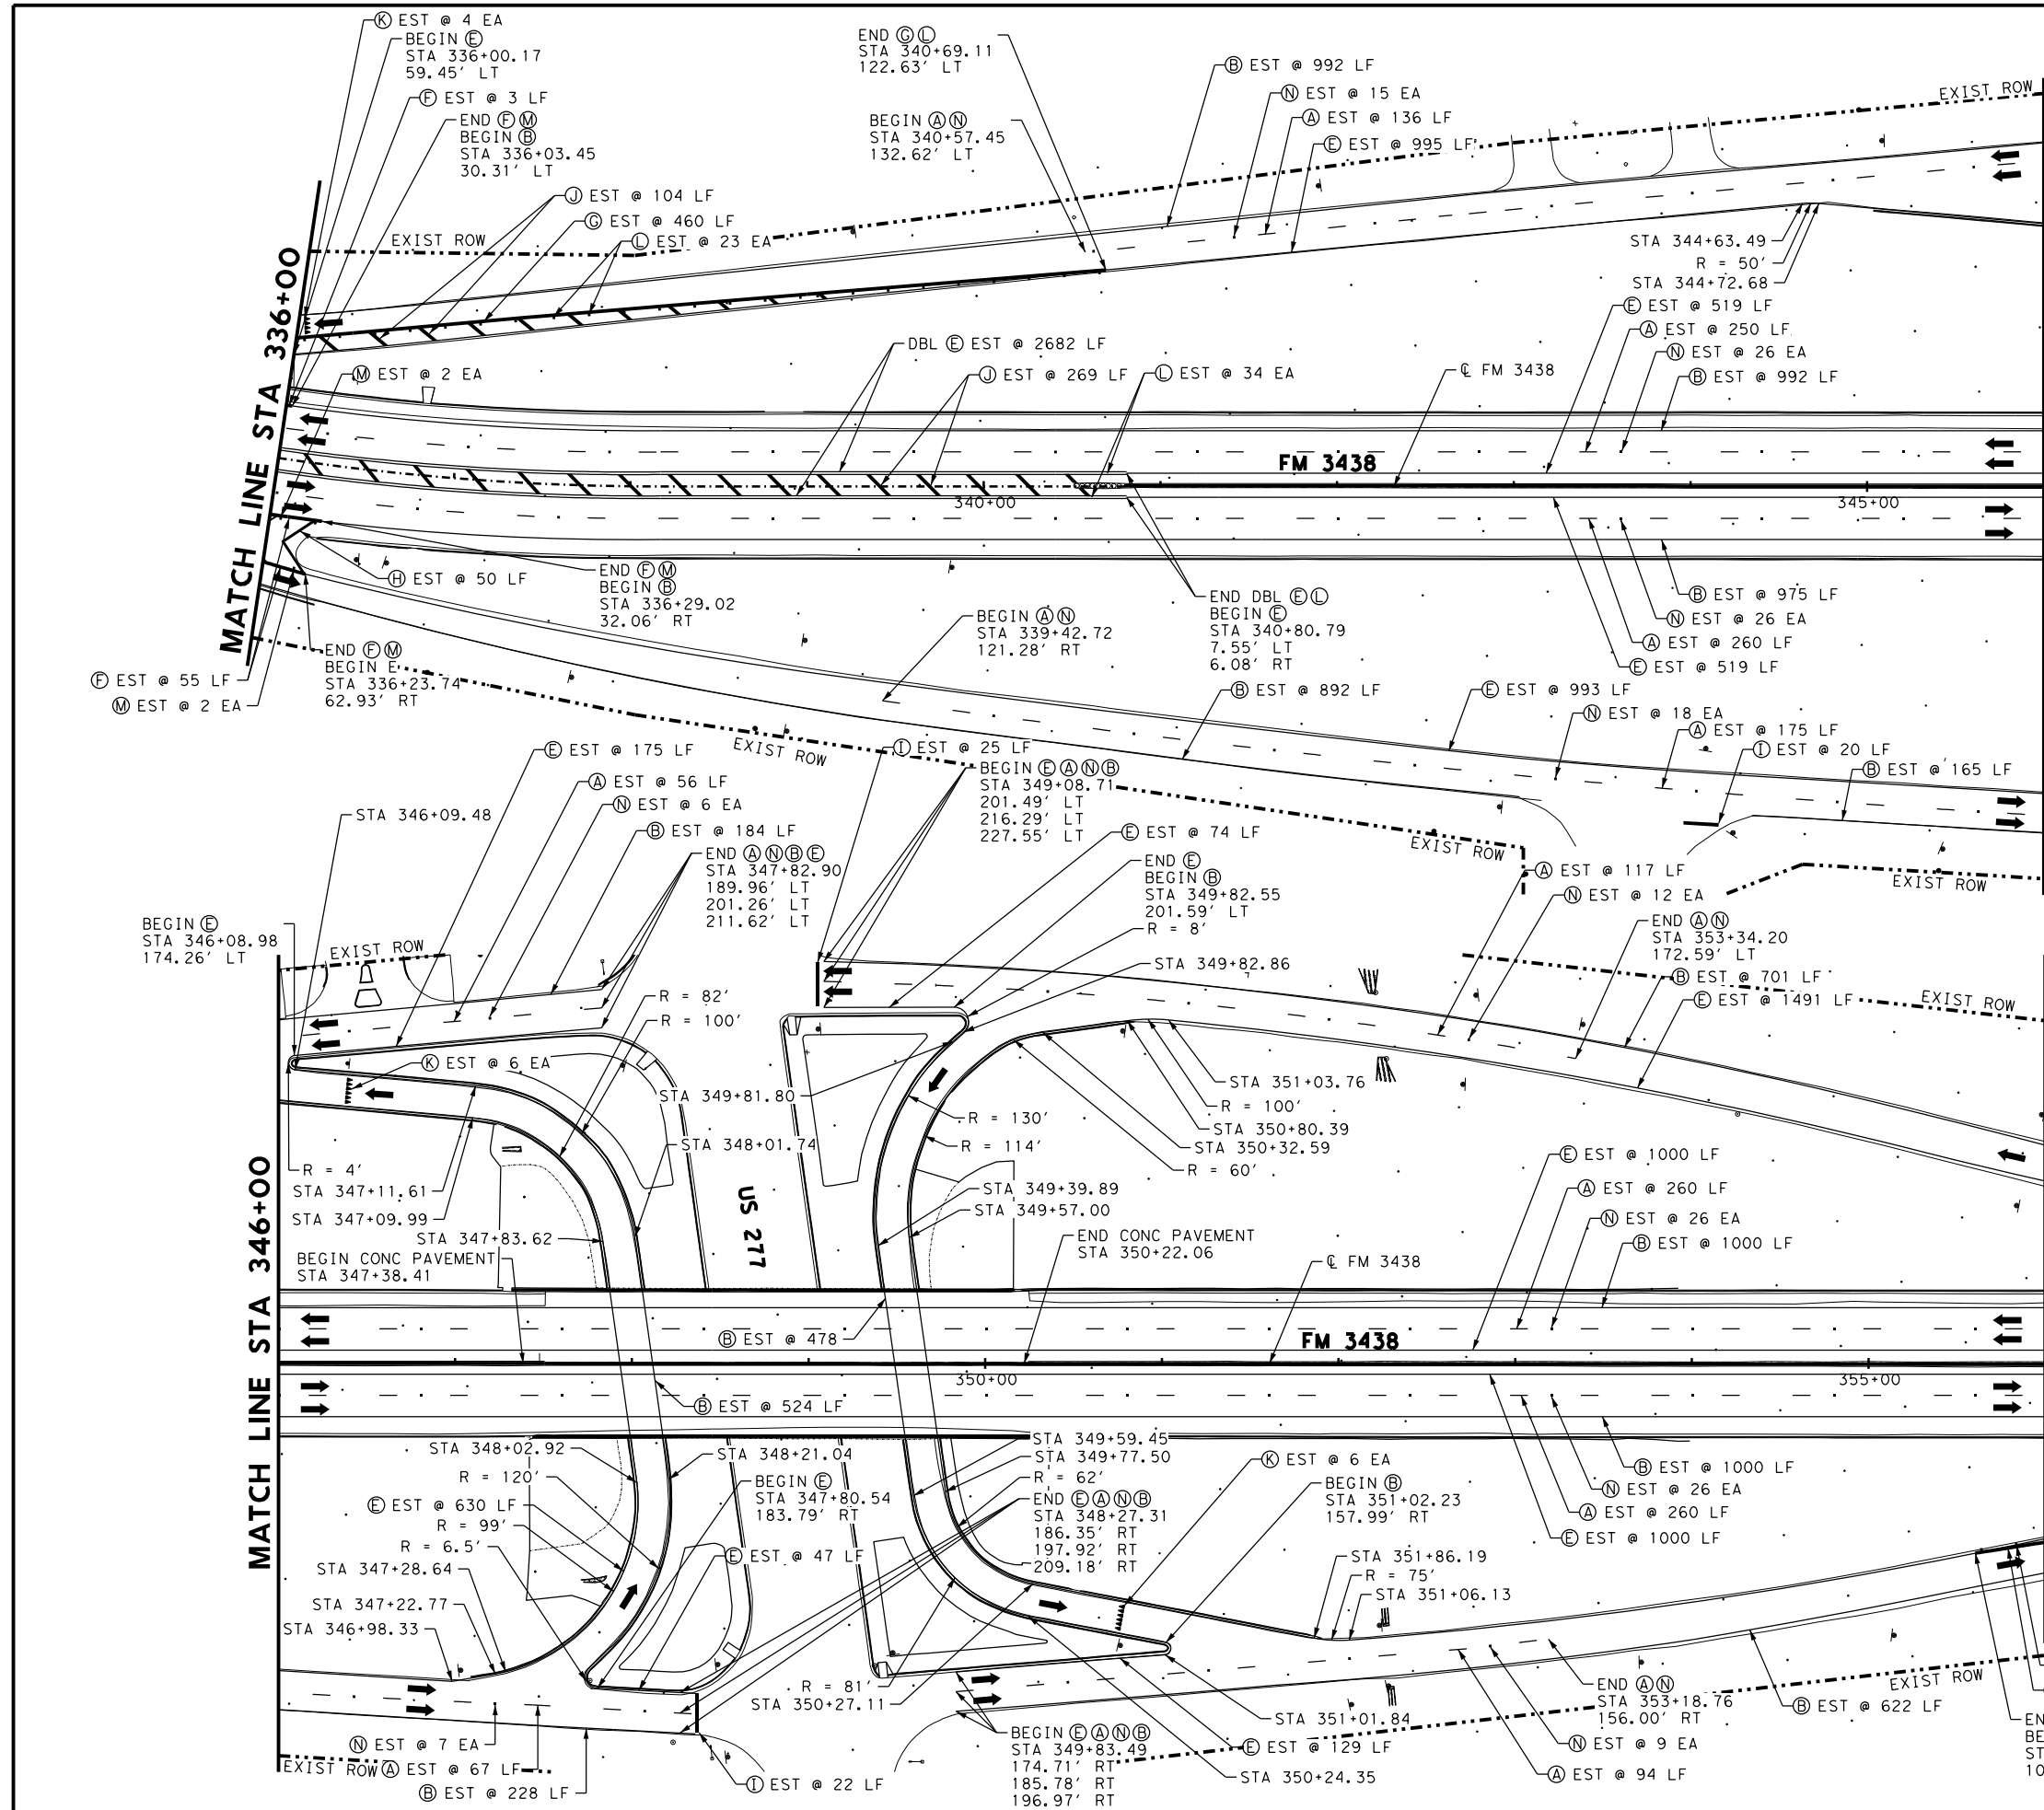 Ⓚ EST @ 4 EA
BEGIN Ⓔ
STA 336+00.17
59.45' LT
Ⓕ EST @ 3 LF
END Ⓕ Ⓜ
BEGIN Ⓑ
STA 336+03.45
30.31' LT
Ⓙ EST @ 104 LF
Ⓖ EST @ 460 LF
Ⓛ EST @ 23 EA
EXIST ROW
END Ⓖ Ⓛ
STA 340+69.11
122.63' LT
BEGIN Ⓐ Ⓝ
STA 340+57.45
132.62' LT
Ⓑ EST @ 992 LF
Ⓝ EST @ 15 EA
Ⓐ EST @ 136 LF
Ⓔ EST @ 995 LF
EXIST ROW
STA 344+63.49
R = 50'
STA 344+72.68
Ⓔ EST @ 519 LF
Ⓐ EST @ 250 LF
Ⓝ EST @ 26 EA
Ⓑ EST @ 992 LF
MATCH LINE STA 336+00
Ⓜ EST @ 2 EA
DBL Ⓔ EST @ 2682 LF
Ⓙ EST @ 269 LF
Ⓛ EST @ 34 EA
℄ FM 3438
FM 3438
340+00
345+00
Ⓗ EST @ 50 LF
END Ⓕ Ⓜ
BEGIN Ⓑ
STA 336+29.02
32.06' RT
END Ⓕ Ⓜ
BEGIN E
STA 336+23.74
62.93' RT
Ⓕ EST @ 55 LF
Ⓜ EST @ 2 EA
BEGIN Ⓐ Ⓝ
STA 339+42.72
121.28' RT
END DBL Ⓔ Ⓛ
BEGIN Ⓔ
STA 340+80.79
7.55' LT
6.08' RT
Ⓑ EST @ 975 LF
Ⓝ EST @ 26 EA
Ⓐ EST @ 260 LF
Ⓔ EST @ 519 LF
Ⓑ EST @ 892 LF
Ⓔ EST @ 993 LF
Ⓝ EST @ 18 EA
Ⓐ EST @ 175 LF
Ⓘ EST @ 20 LF
Ⓑ EST @ 165 LF
EXIST ROW
EXIST ROW
EXIST ROW
Ⓔ EST @ 175 LF
Ⓐ EST @ 56 LF
Ⓝ EST @ 6 EA
Ⓑ EST @ 184 LF
STA 346+09.48
END Ⓐ Ⓝ Ⓑ Ⓔ
STA 347+82.90
189.96' LT
201.26' LT
211.62' LT
Ⓘ EST @ 25 LF
BEGIN Ⓔ Ⓐ Ⓝ Ⓑ
STA 349+08.71
201.49' LT
216.29' LT
227.55' LT
Ⓔ EST @ 74 LF
END Ⓔ
BEGIN Ⓑ
STA 349+82.55
201.59' LT
R = 8'
STA 349+82.86
Ⓐ EST @ 117 LF
Ⓝ EST @ 12 EA
END Ⓐ Ⓝ
STA 353+34.20
172.59' LT
Ⓑ EST @ 701 LF
Ⓔ EST @ 1491 LF
EXIST ROW
BEGIN Ⓔ
STA 346+08.98
174.26' LT
EXIST ROW
R = 82'
R = 100'
Ⓚ EST @ 6 EA
STA 349+81.80
STA 348+01.74
R = 130'
R = 114'
STA 351+03.76
R = 100'
STA 350+80.39
STA 350+32.59
R = 60'
R = 4'
STA 347+11.61
STA 347+09.99
STA 347+83.62
US 277
STA 349+39.89
STA 349+57.00
BEGIN CONC PAVEMENT
STA 347+38.41
END CONC PAVEMENT
STA 350+22.06
℄ FM 3438
Ⓔ EST @ 1000 LF
Ⓐ EST @ 260 LF
Ⓝ EST @ 26 EA
Ⓑ EST @ 1000 LF
MATCH LINE STA 346+00
Ⓑ EST @ 478
FM 3438
350+00
355+00
Ⓑ EST @ 524 LF
STA 348+02.92
R = 120'
Ⓔ EST @ 630 LF
R = 99'
R = 6.5'
STA 347+28.64
STA 347+22.77
STA 346+98.33
STA 348+21.04
BEGIN Ⓔ
STA 347+80.54
183.79' RT
Ⓔ EST @ 47 LF
STA 349+59.45
STA 349+77.50
R = 62'
END Ⓔ Ⓐ Ⓝ Ⓑ
STA 348+27.31
186.35' RT
197.92' RT
209.18' RT
Ⓚ EST @ 6 EA
BEGIN Ⓑ
STA 351+02.23
157.99' RT
Ⓑ EST @ 1000 LF
Ⓝ EST @ 26 EA
Ⓐ EST @ 260 LF
Ⓔ EST @ 1000 LF
STA 351+86.19
R = 75'
STA 351+06.13
R = 81'
STA 350+27.11
Ⓝ EST @ 7 EA
EXIST ROW
Ⓐ EST @ 67 LF
Ⓑ EST @ 228 LF
Ⓘ EST @ 22 LF
BEGIN Ⓔ Ⓐ Ⓝ Ⓑ
STA 349+83.49
174.71' RT
185.78' RT
196.97' RT
STA 351+01.84
Ⓔ EST @ 129 LF
STA 350+24.35
END Ⓐ Ⓝ
STA 353+18.76
156.00' RT
Ⓝ EST @ 9 EA
Ⓐ EST @ 94 LF
Ⓑ EST @ 622 LF
EXIST ROW